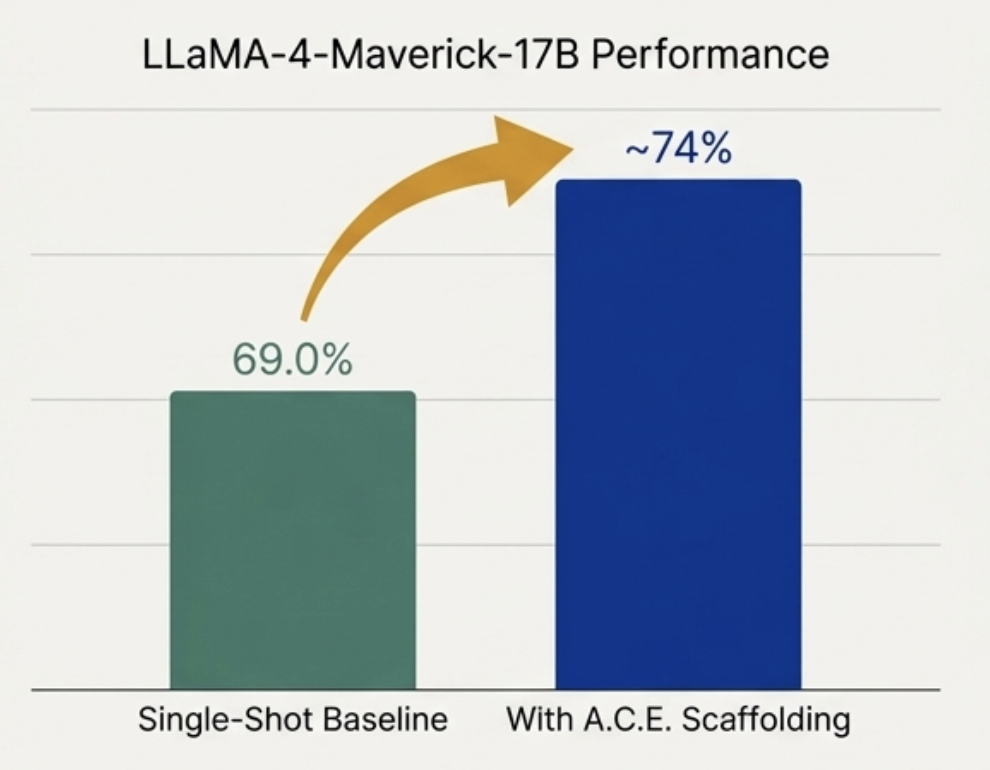 LLaMA-4-Maverick-17B Performance
~74%
69.0%
Single-Shot Baseline
With A.C.E. Scaffolding